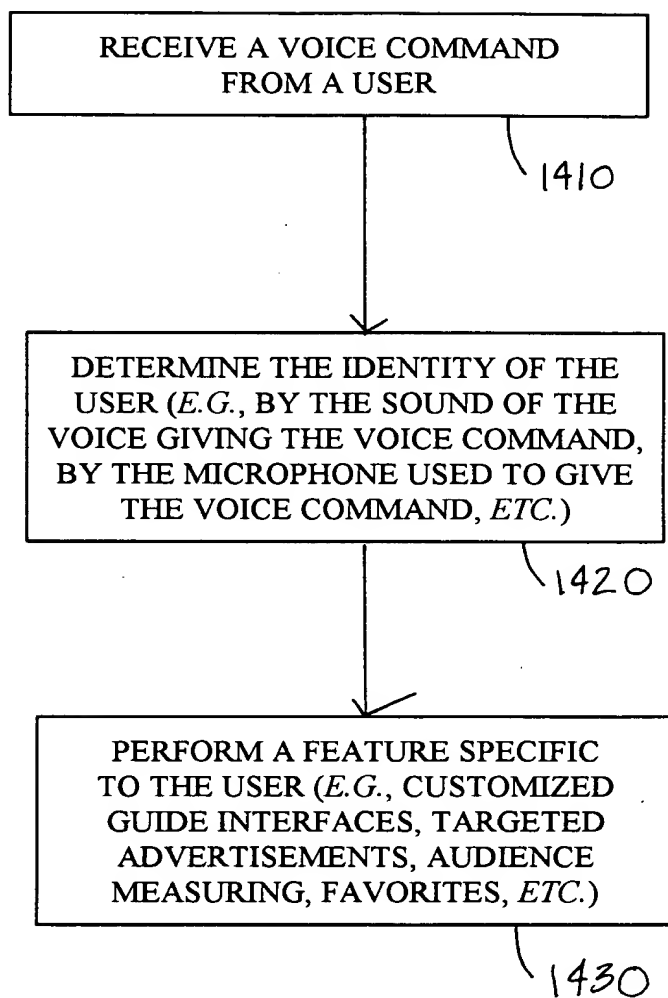 RECEIVE A VOICE COMMAND
FROM A USER
1410
DETERMINE THE IDENTITY OF THE
USER (E.G., BY THE SOUND OF THE
VOICE GIVING THE VOICE COMMAND,
BY THE MICROPHONE USED TO GIVE
THE VOICE COMMAND, ETC.)
1420
PERFORM A FEATURE SPECIFIC
TO THE USER (E.G., CUSTOMIZED
GUIDE INTERFACES, TARGETED
ADVERTISEMENTS, AUDIENCE
MEASURING, FAVORITES, ETC.)
1430